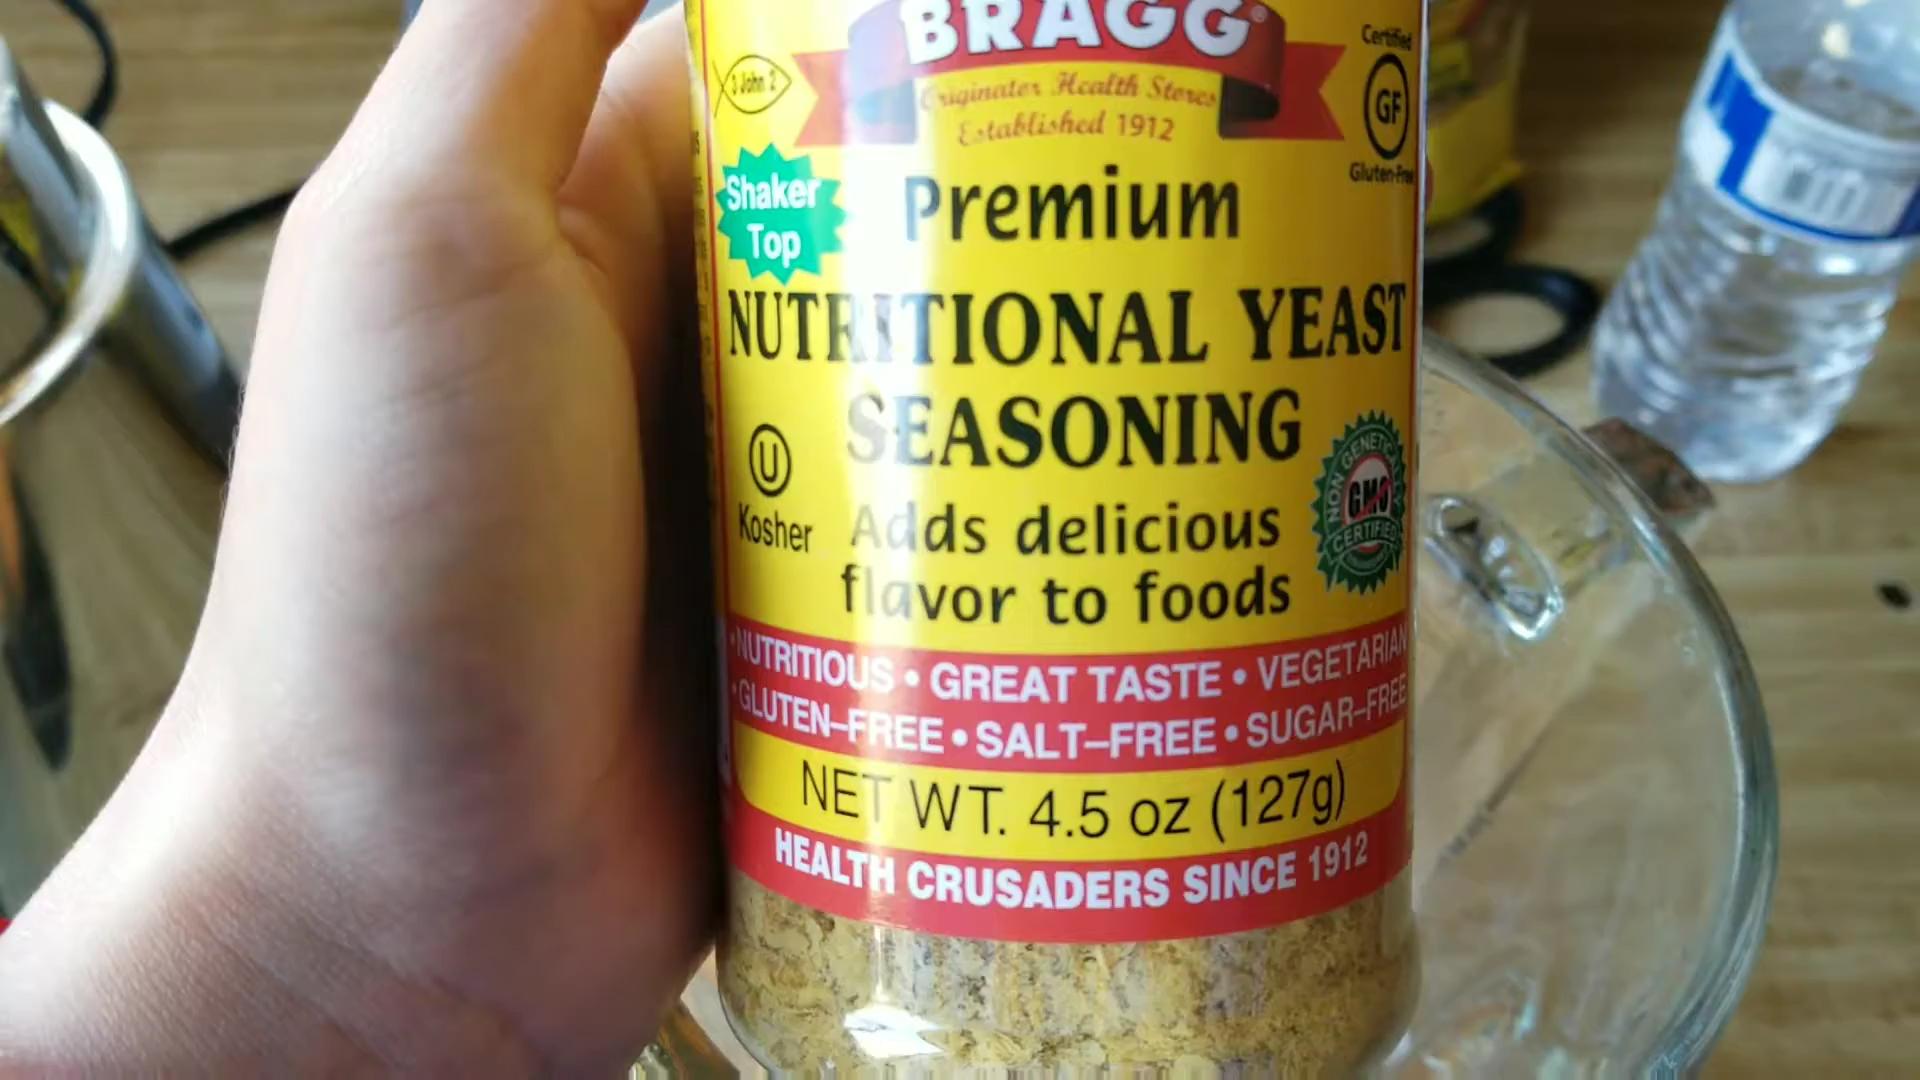 BRAGG®
3 John 2
Originator Health Stores
Established 1912
Certified
GF
Gluten-Free
Shaker
Top
Premium
NUTRITIONAL YEAST
SEASONING
U
Kosher
Adds delicious
flavor to foods
NON GENETICALLY
GMO
CERTIFIED
•NUTRITIOUS • GREAT TASTE • VEGETARIAN
•GLUTEN–FREE • SALT–FREE • SUGAR–FREE
NET WT. 4.5 oz (127g)
HEALTH CRUSADERS SINCE 1912